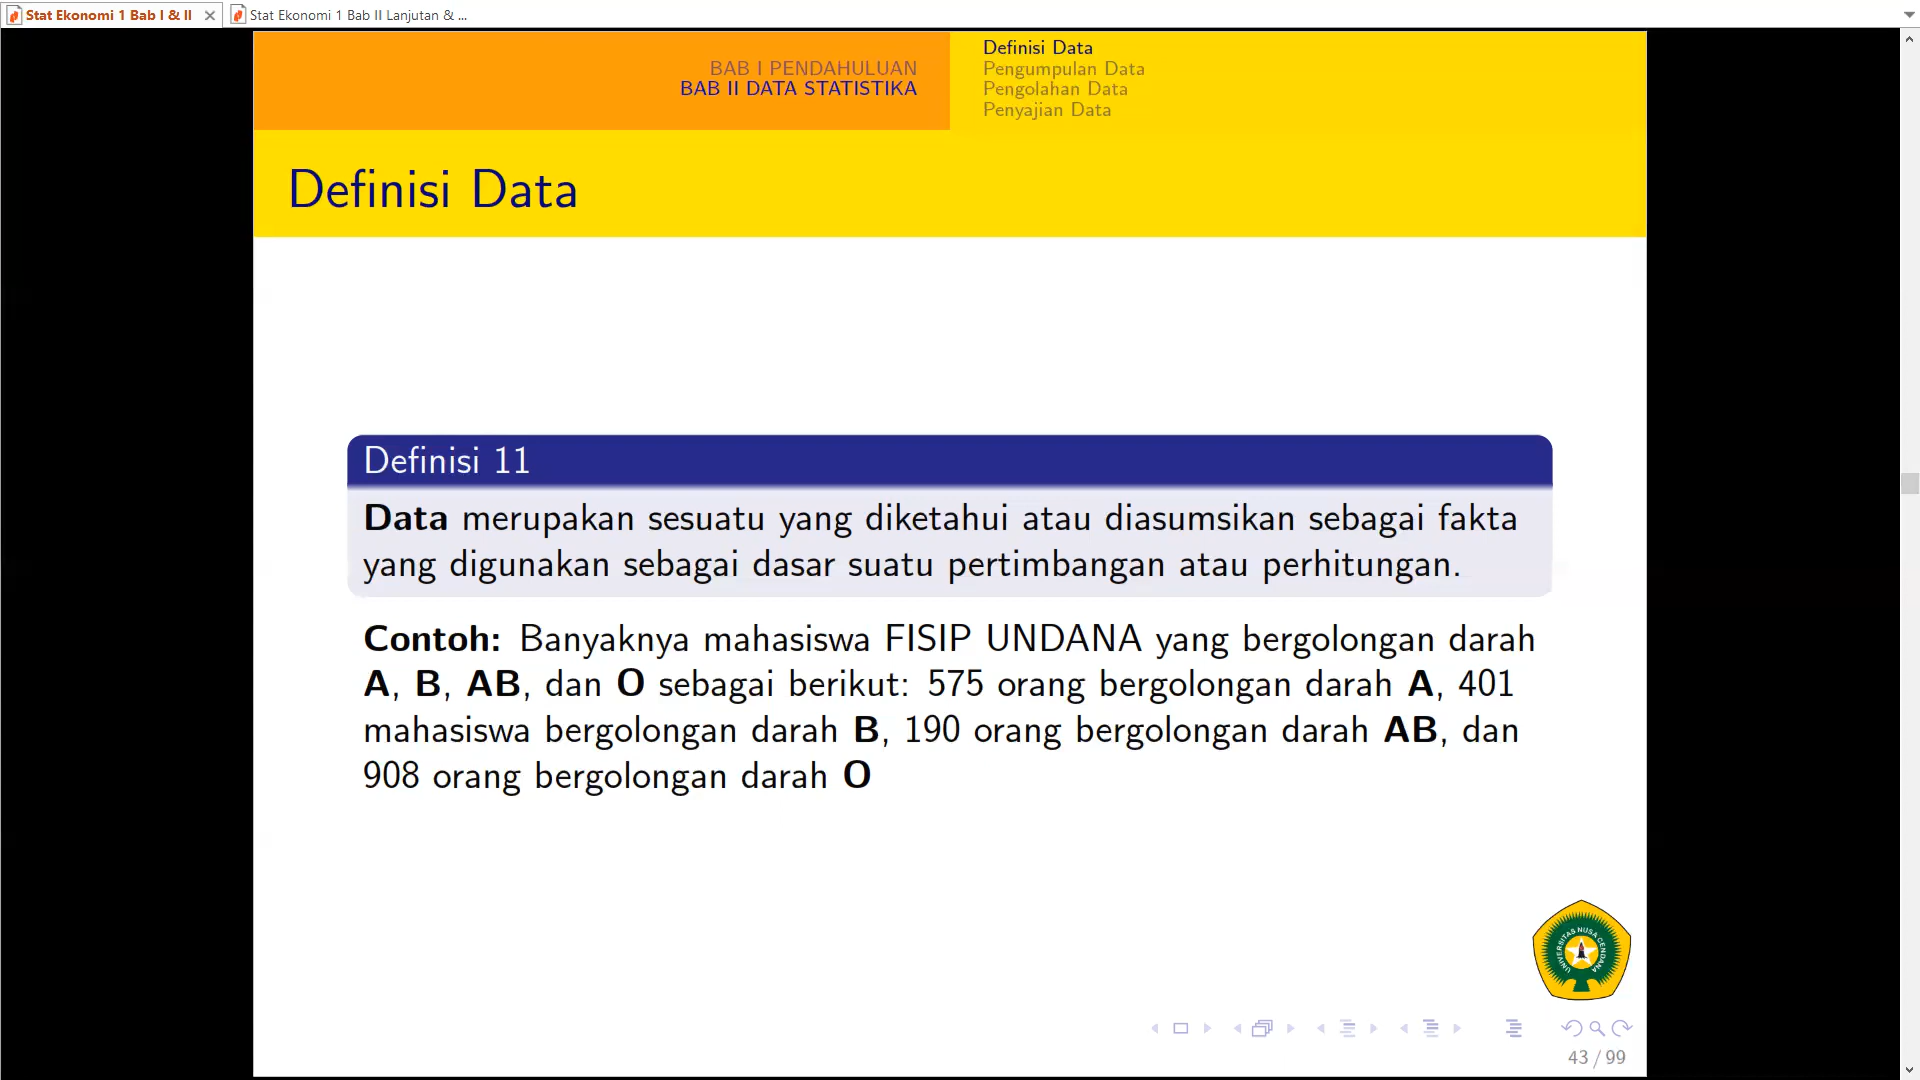 Stat Ekonomi 1 Bab I & II
Stat Ekonomi 1 Bab II Lanjutan & ...
BAB I PENDAHULUAN
BAB II DATA STATISTIKA
Definisi Data
Pengumpulan Data
Pengolahan Data
Penyajian Data
Definisi Data
Definisi 11
Data merupakan sesuatu yang diketahui atau diasumsikan sebagai fakta
yang digunakan sebagai dasar suatu pertimbangan atau perhitungan.
Contoh: Banyaknya mahasiswa FISIP UNDANA yang bergolongan darah
A, B, AB, dan O sebagai berikut: 575 orang bergolongan darah A, 401
mahasiswa bergolongan darah B, 190 orang bergolongan darah AB, dan
908 orang bergolongan darah O
UNIVERSITAS NUSA CENDANA
43 / 99